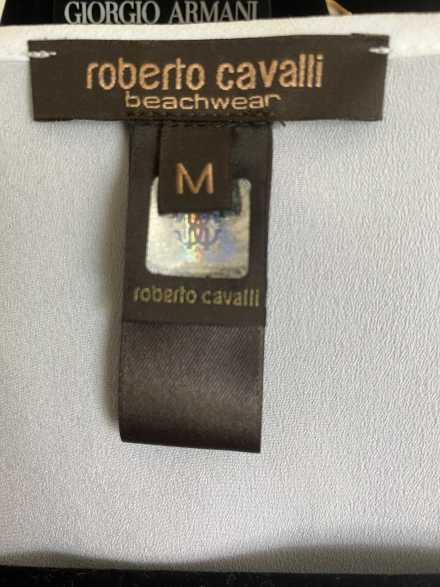 GIORGIO ARMANI
roberto cavalli
beachwear
M
roberto cavalli